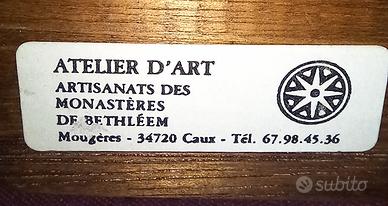 ATELIER D'ART
ARTISANATS DES
MONASTÈRES
DE BETHLÉEM
Mougères - 34720 Caux - Tél. 67.98.45.36
subito